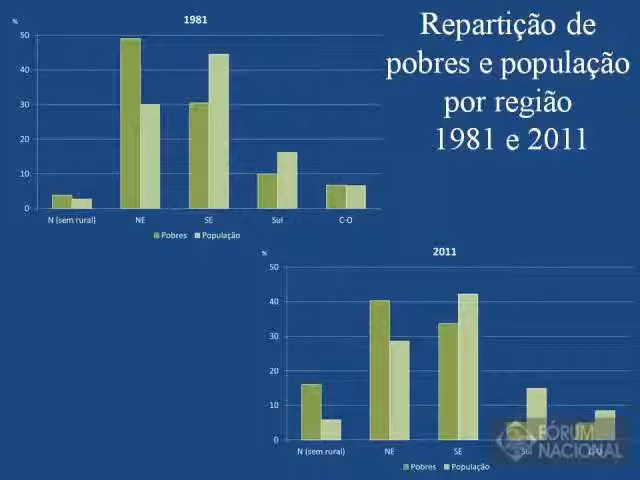 Repartição de
pobres e população
por região
1981 e 2011
%
1981
50
40
30
20
10
0
N (sem rural) NE SE Sul C-O
Pobres População
%
2011
50
40
30
20
10
0
N (sem rural) NE SE Sul C-O
Pobres População
FÓRUM
NACIONAL